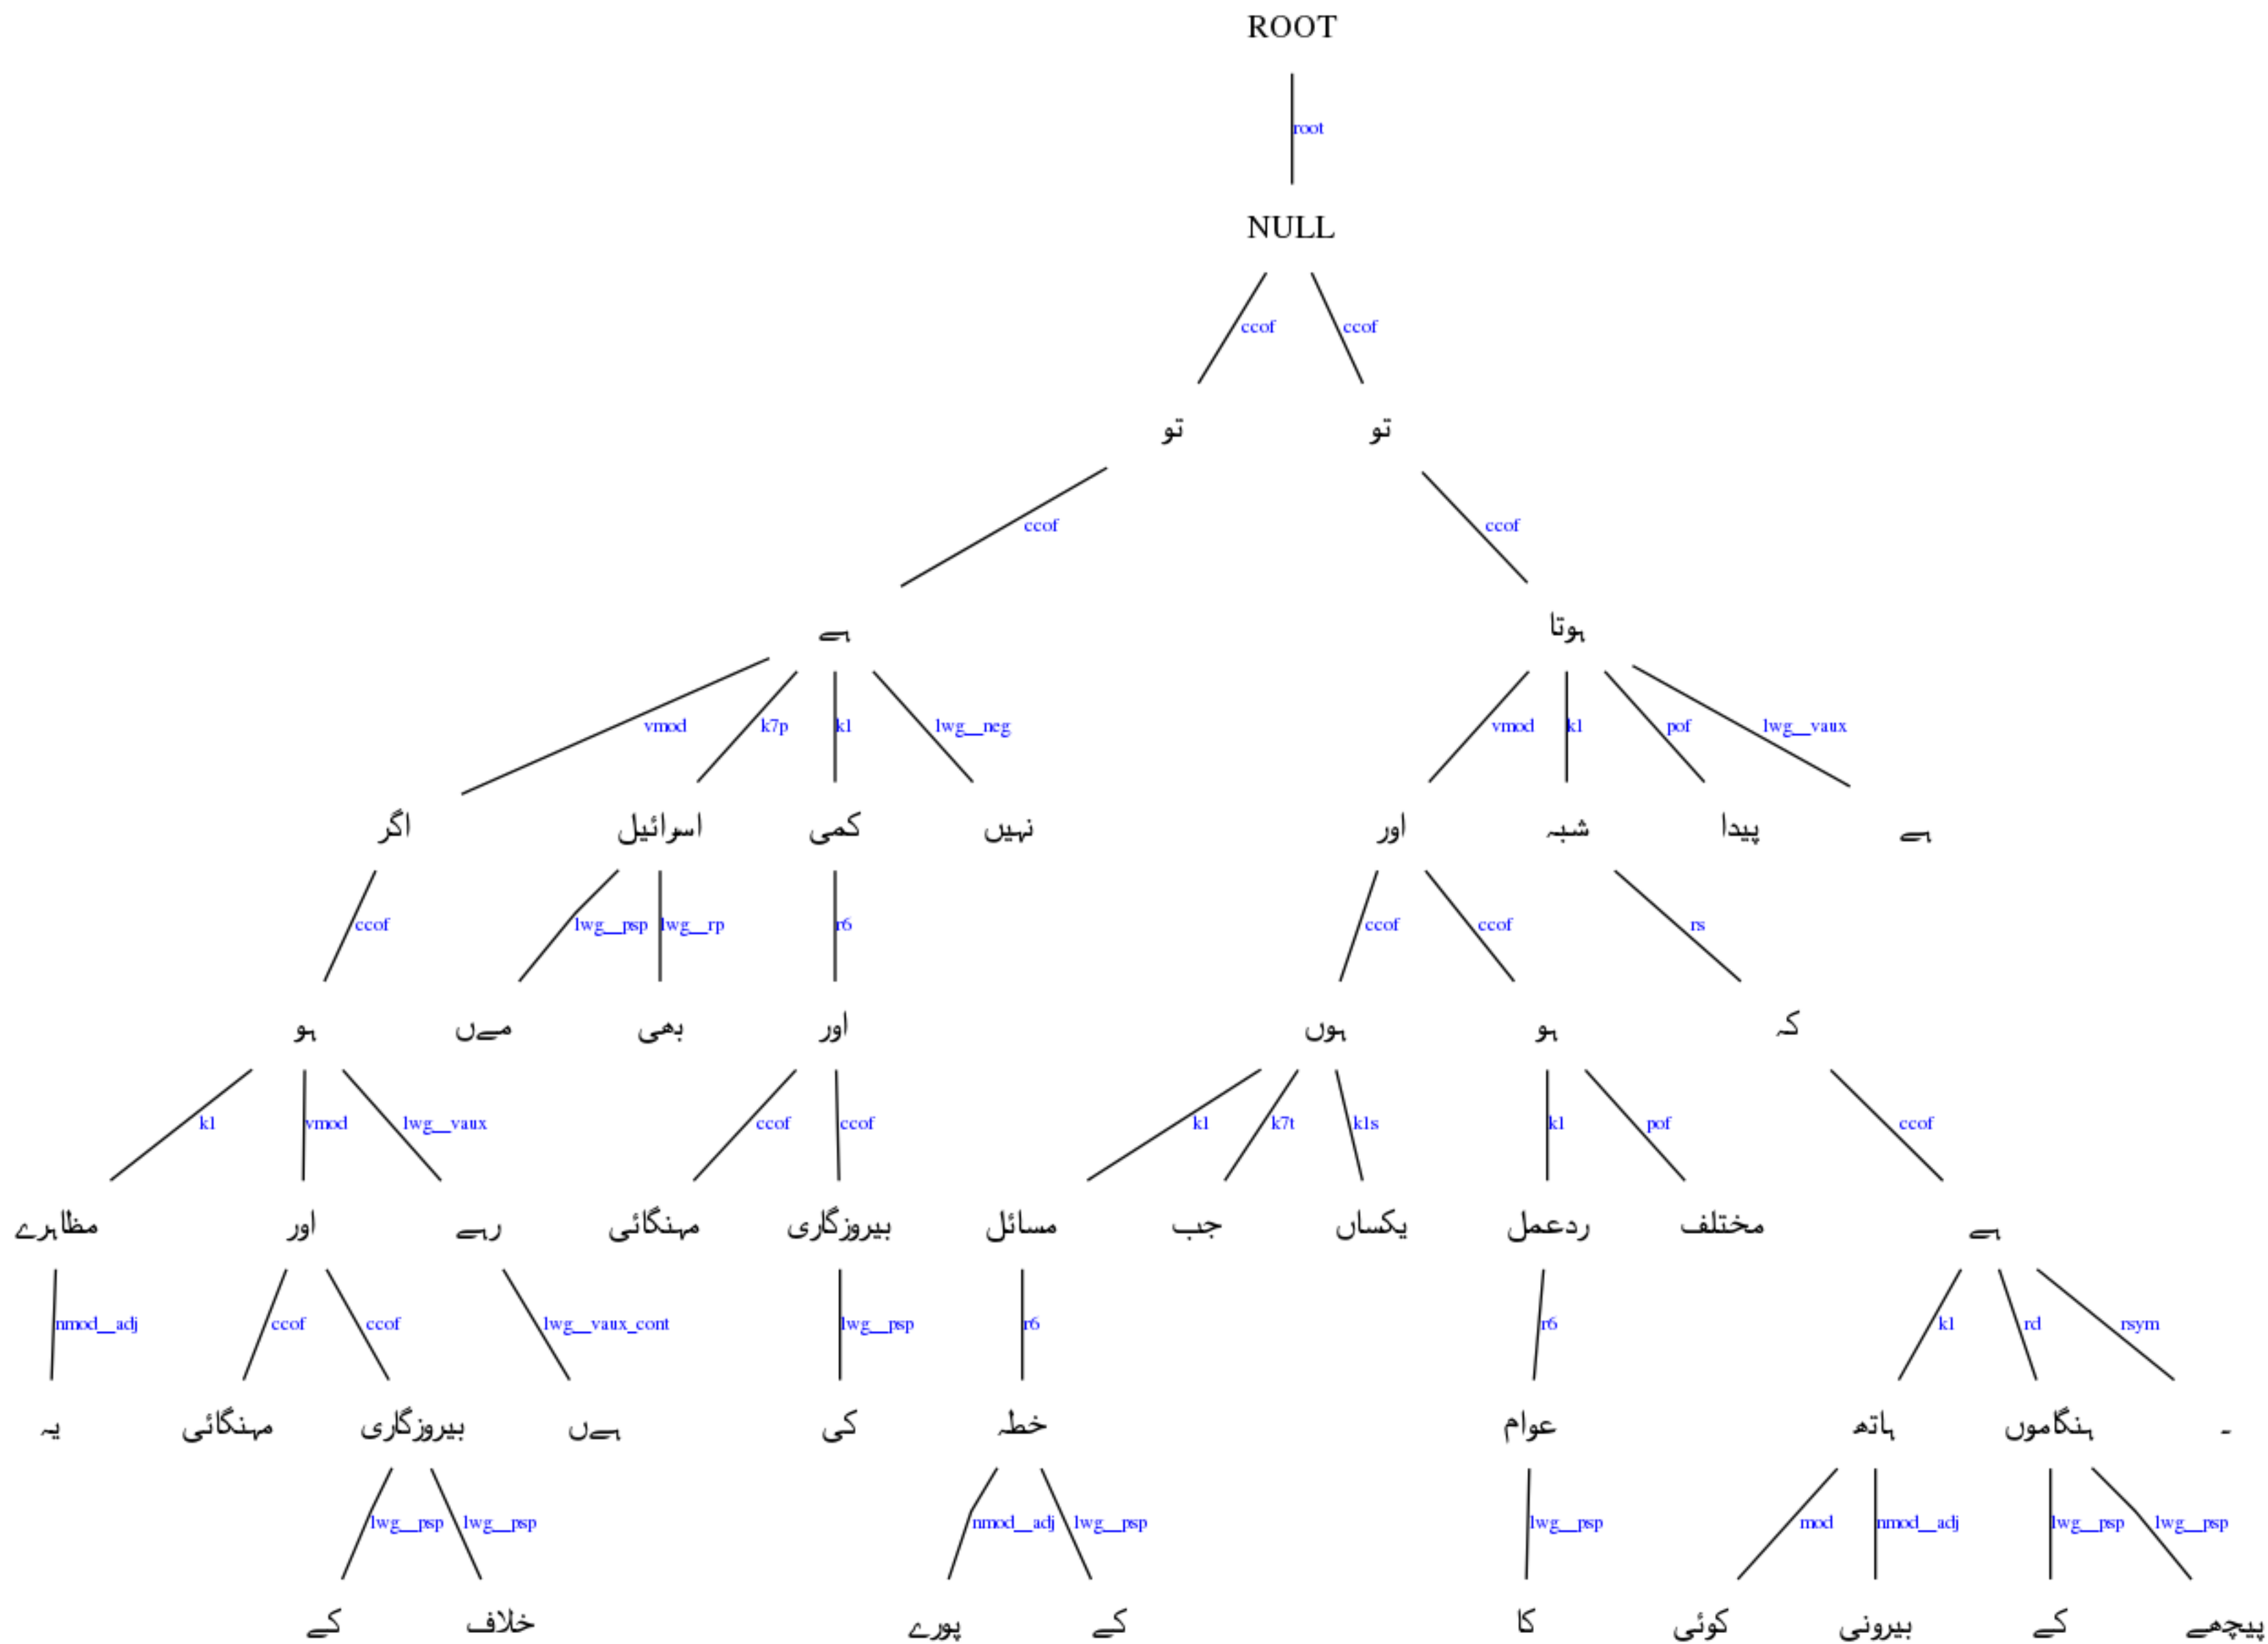 ROOT
root
NULL
ccof ccof
تو تو
ccof ccof
ہے ہوتا
vmod k7p k1 lwg__neg vmod k1 pof lwg__vaux
اگر اسرائیل کمی نہیں اور شبہ پیدا ہے
ccof lwg__psp lwg__rp r6 ccof ccof rs
ہو مےں بھی اور ہوں ہو کہ
k1 vmod lwg__vaux ccof ccof k1 k7t k1s k1 pof ccof
مظاہرے اور رہے مہنگائی بیروزگاری مسائل جب یکساں ردعمل مختلف ہے
nmod__adj ccof ccof lwg__vaux_cont lwg__psp r6 r6 k1 rd rsym
یہ مہنگائی بیروزگاری ہےں کی خطہ عوام ہاتھ ہنگاموں ۔
lwg__psp lwg__psp nmod__adj lwg__psp lwg__psp mod nmod__adj lwg__psp lwg__psp
کے خلاف پورے کے کا کوئی بیرونی کے پیچھے